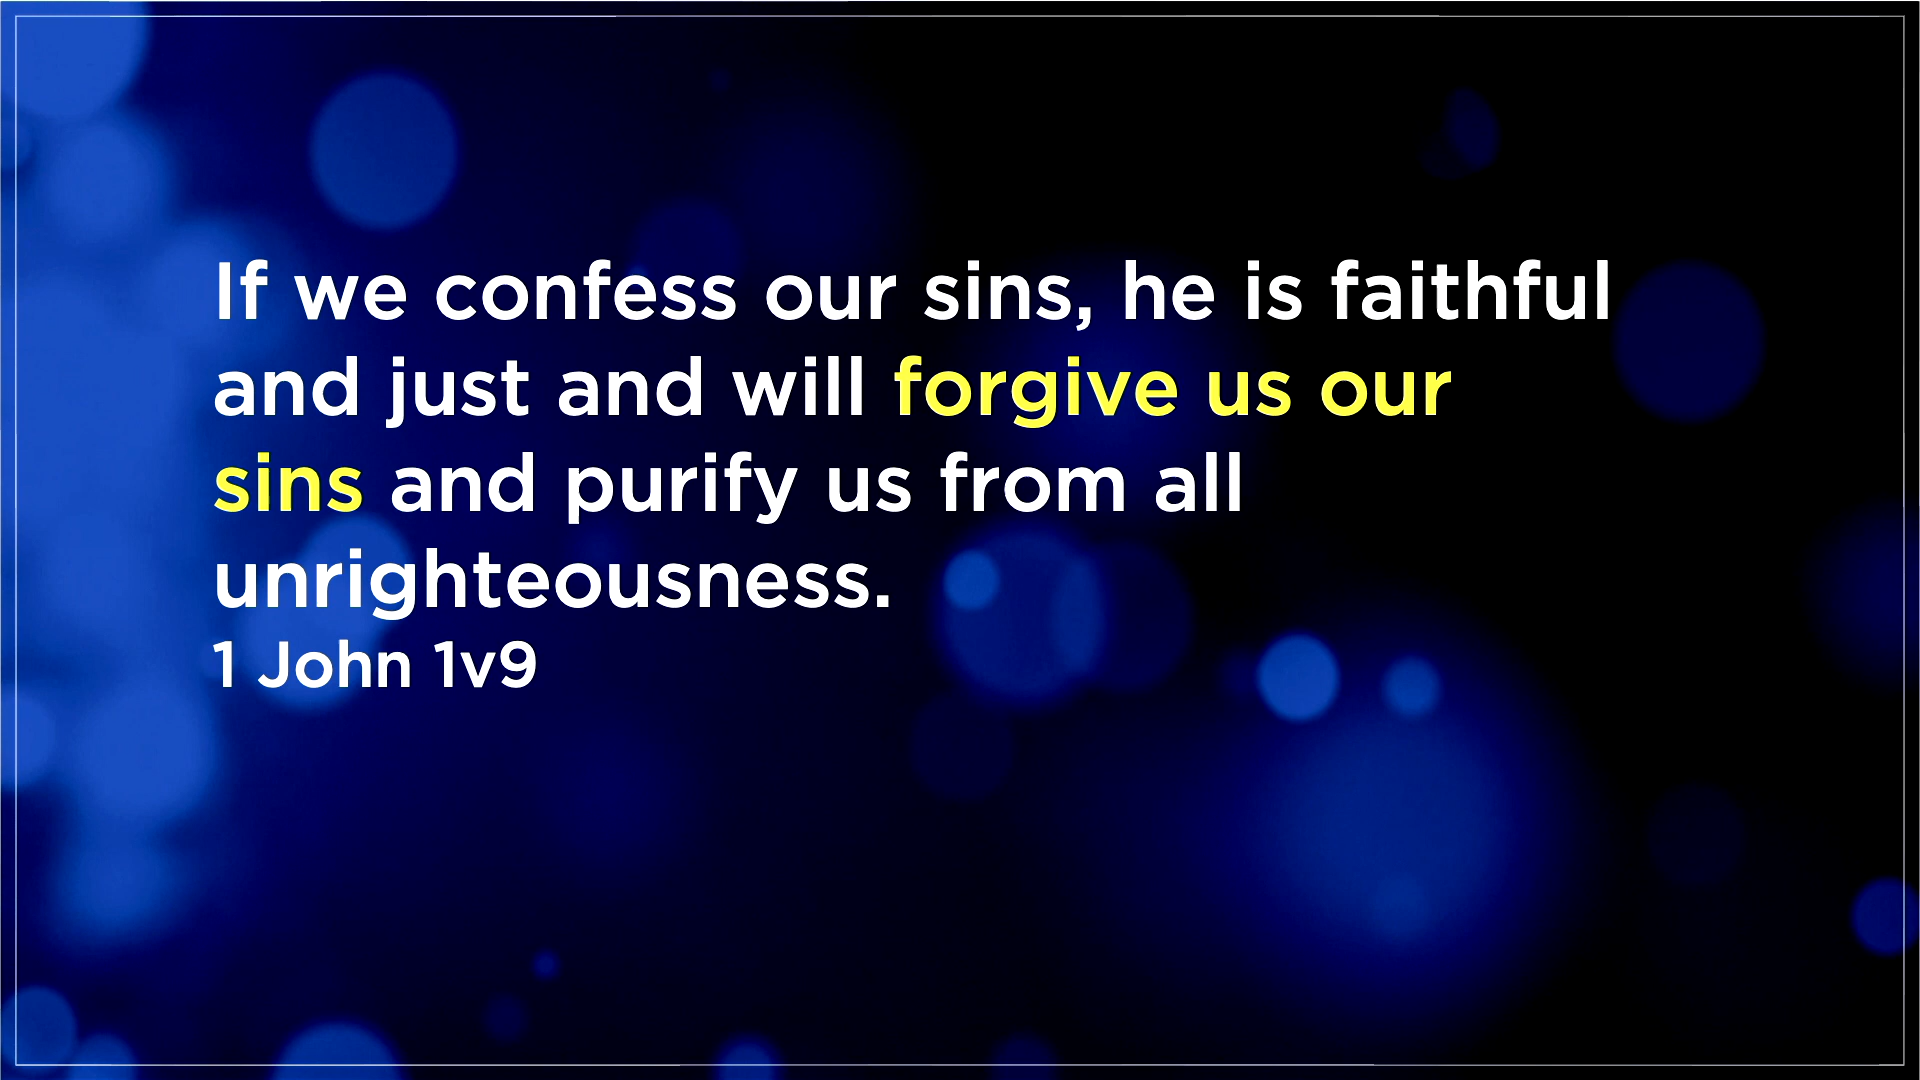 If we confess our sins, he is faithful
and just and will forgive us our
sins and purify us from all
unrighteousness.
1 John 1v9